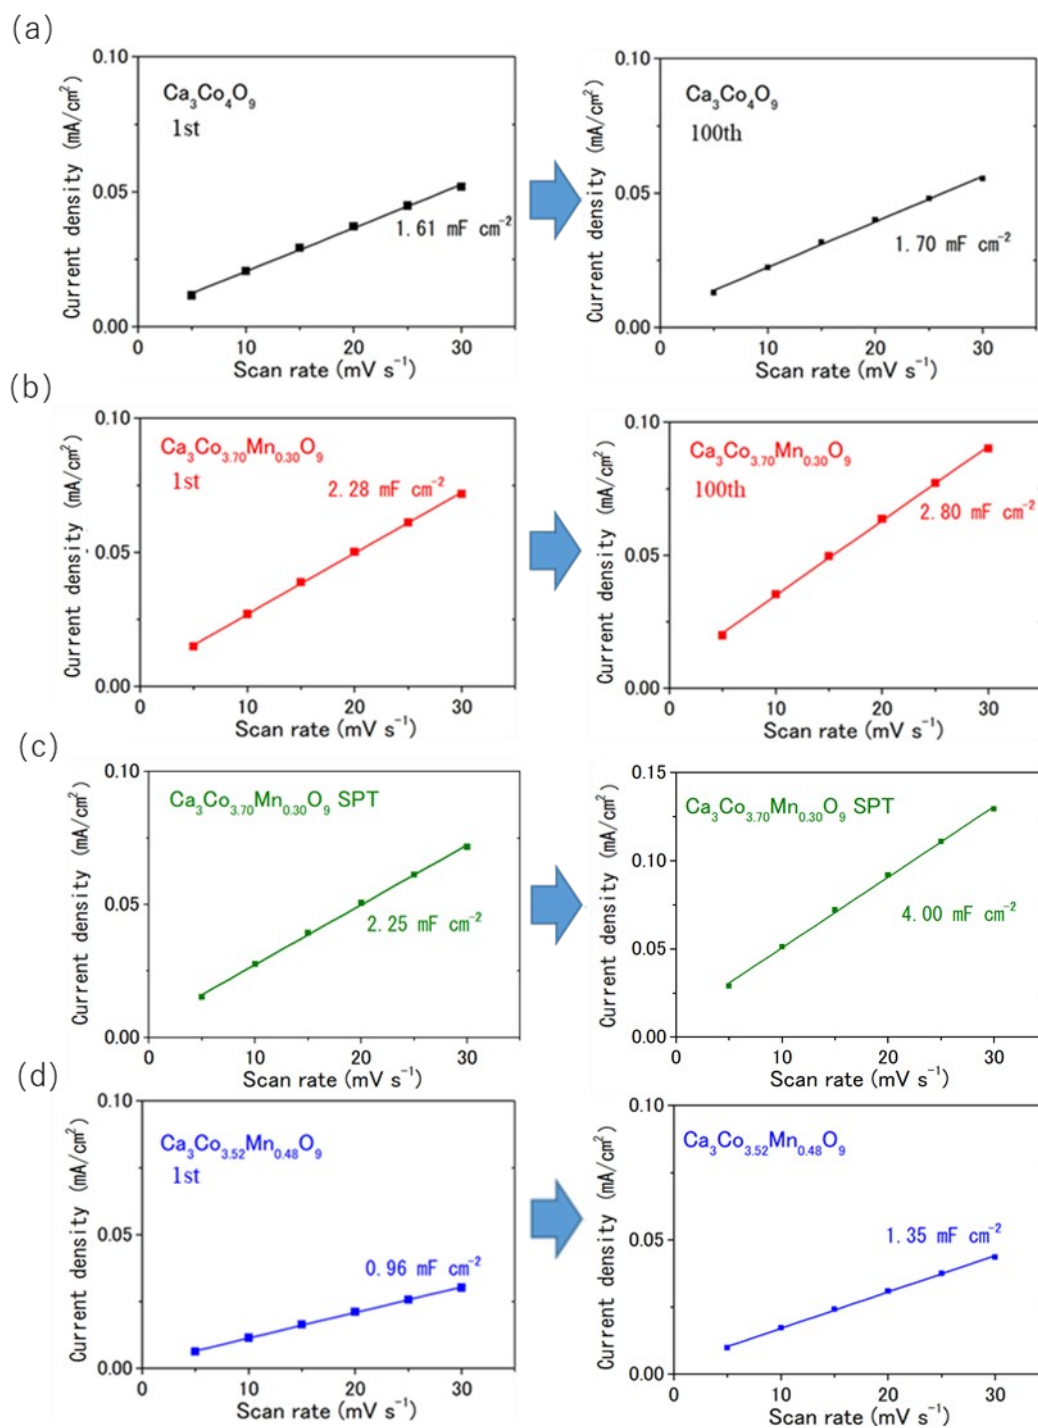 (a)
0.10
0.05
0.00
Current density (mA/cm²)
Ca₃Co₄O₉
1st
1.61 mF cm⁻²
0 10 20 30
Scan rate (mV s⁻¹)
0.10
0.05
0.00
Current density (mA/cm²)
Ca₃Co₄O₉
100th
1.70 mF cm⁻²
0 10 20 30
Scan rate (mV s⁻¹)
(b)
0.10
0.05
0.00
Current density (mA/cm²)
Ca₃Co₃.₇₀Mn₀.₃₀O₉
1st
2.28 mF cm⁻²
0 10 20 30
Scan rate (mV s⁻¹)
0.10
0.05
0.00
Current density (mA/cm²)
Ca₃Co₃.₇₀Mn₀.₃₀O₉
100th
2.80 mF cm⁻²
0 10 20 30
Scan rate (mV s⁻¹)
(c)
0.10
0.05
0.00
Current density (mA/cm²)
Ca₃Co₃.₇₀Mn₀.₃₀O₉ SPT
2.25 mF cm⁻²
0 10 20 30
Scan rate (mV s⁻¹)
0.15
0.10
0.05
0.00
Current density (mA/cm²)
Ca₃Co₃.₇₀Mn₀.₃₀O₉ SPT
4.00 mF cm⁻²
0 10 20 30
Scan rate (mV s⁻¹)
(d)
0.10
0.05
0.00
Current density (mA/cm²)
Ca₃Co₃.₅₂Mn₀.₄₈O₉
1st
0.96 mF cm⁻²
0 10 20 30
Scan rate (mV s⁻¹)
0.10
0.05
0.00
Current density (mA/cm²)
Ca₃Co₃.₅₂Mn₀.₄₈O₉
1.35 mF cm⁻²
0 10 20 30
Scan rate (mV s⁻¹)